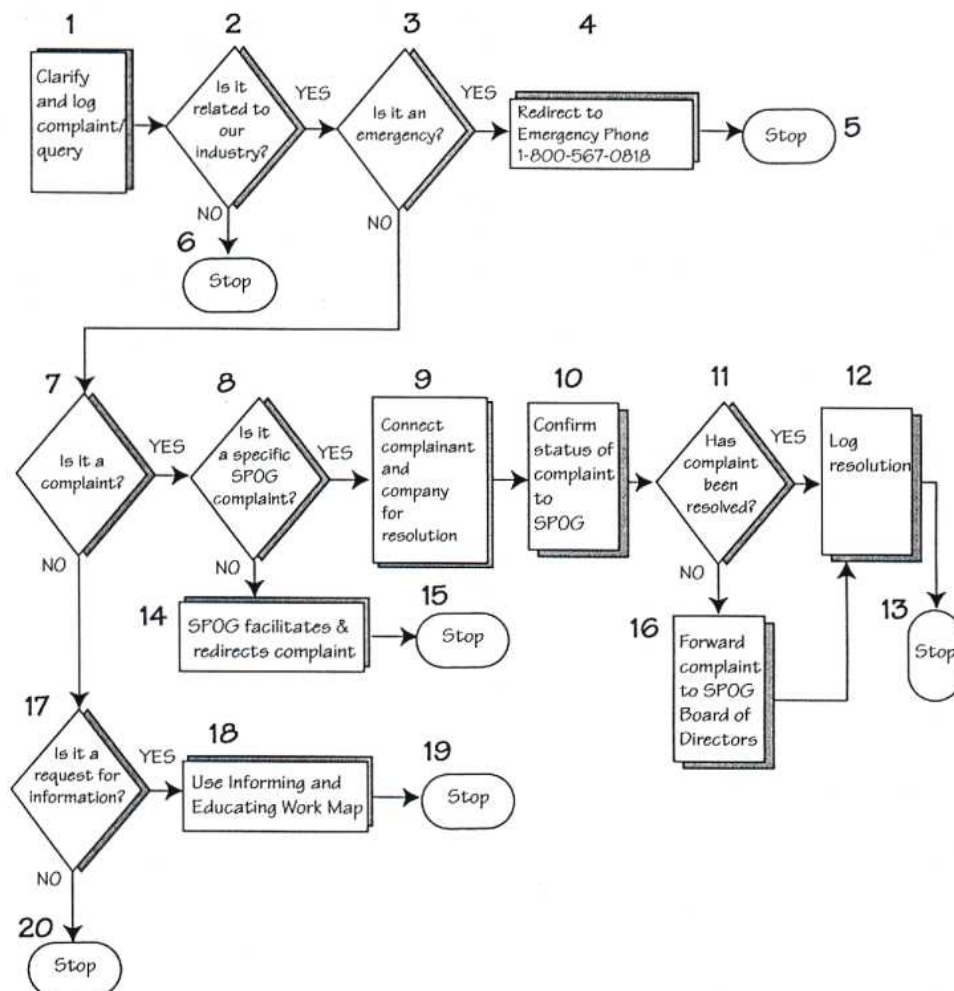 1
Clarify
and log
complaint/
query
2
Is it
related to
our
industry?
YES
NO
3
Is it an
emergency?
YES
NO
4
Redirect to
Emergency Phone
1-800-567-0818
Stop
5
6
Stop
7
Is it a
complaint?
YES
NO
8
Is it
a specific
SPOG
complaint?
YES
NO
9
Connect
complainant
and
company
for
resolution
10
Confirm
status of
complaint
to
SPOG
11
Has
complaint
been
resolved?
YES
NO
12
Log
resolution
13
Stop
14
SPOG facilitates &
redirects complaint
15
Stop
16
Forward
complaint
to SPOG
Board of
Directors
17
Is it a
request for
information?
YES
NO
18
Use Informing and
Educating Work Map
19
Stop
20
Stop